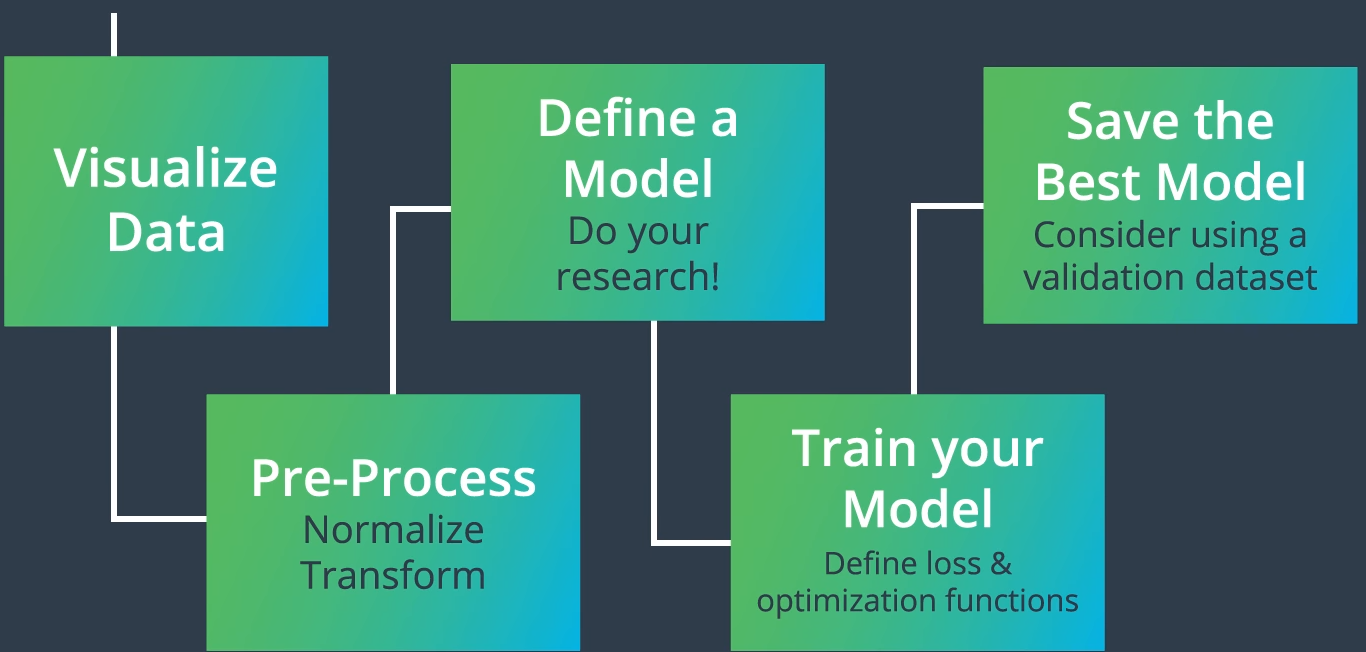 Visualize
Data
Pre-Process
Normalize
Transform
Define a
Model
Do your
research!
Train your
Model
Define loss &
optimization functions
Save the
Best Model
Consider using a
validation dataset